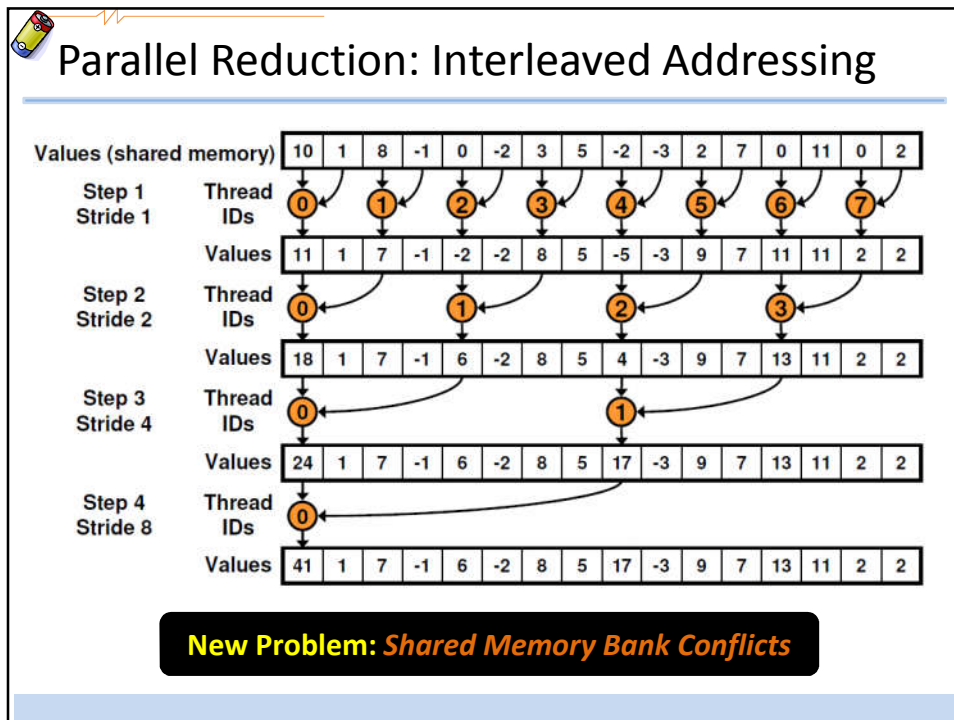 Parallel Reduction: Interleaved Addressing
Values (shared memory) 10 1 8 -1 0 -2 3 5 -2 -3 2 7 0 11 0 2
Step 1 Stride 1 Thread IDs 0 1 2 3 4 5 6 7
Values 11 1 7 -1 -2 -2 8 5 -5 -3 9 7 11 11 2 2
Step 2 Stride 2 Thread IDs 0 1 2 3
Values 18 1 7 -1 6 -2 8 5 4 -3 9 7 13 11 2 2
Step 3 Stride 4 Thread IDs 0 1
Values 24 1 7 -1 6 -2 8 5 17 -3 9 7 13 11 2 2
Step 4 Stride 8 Thread IDs 0
Values 41 1 7 -1 6 -2 8 5 17 -3 9 7 13 11 2 2
New Problem: Shared Memory Bank Conflicts